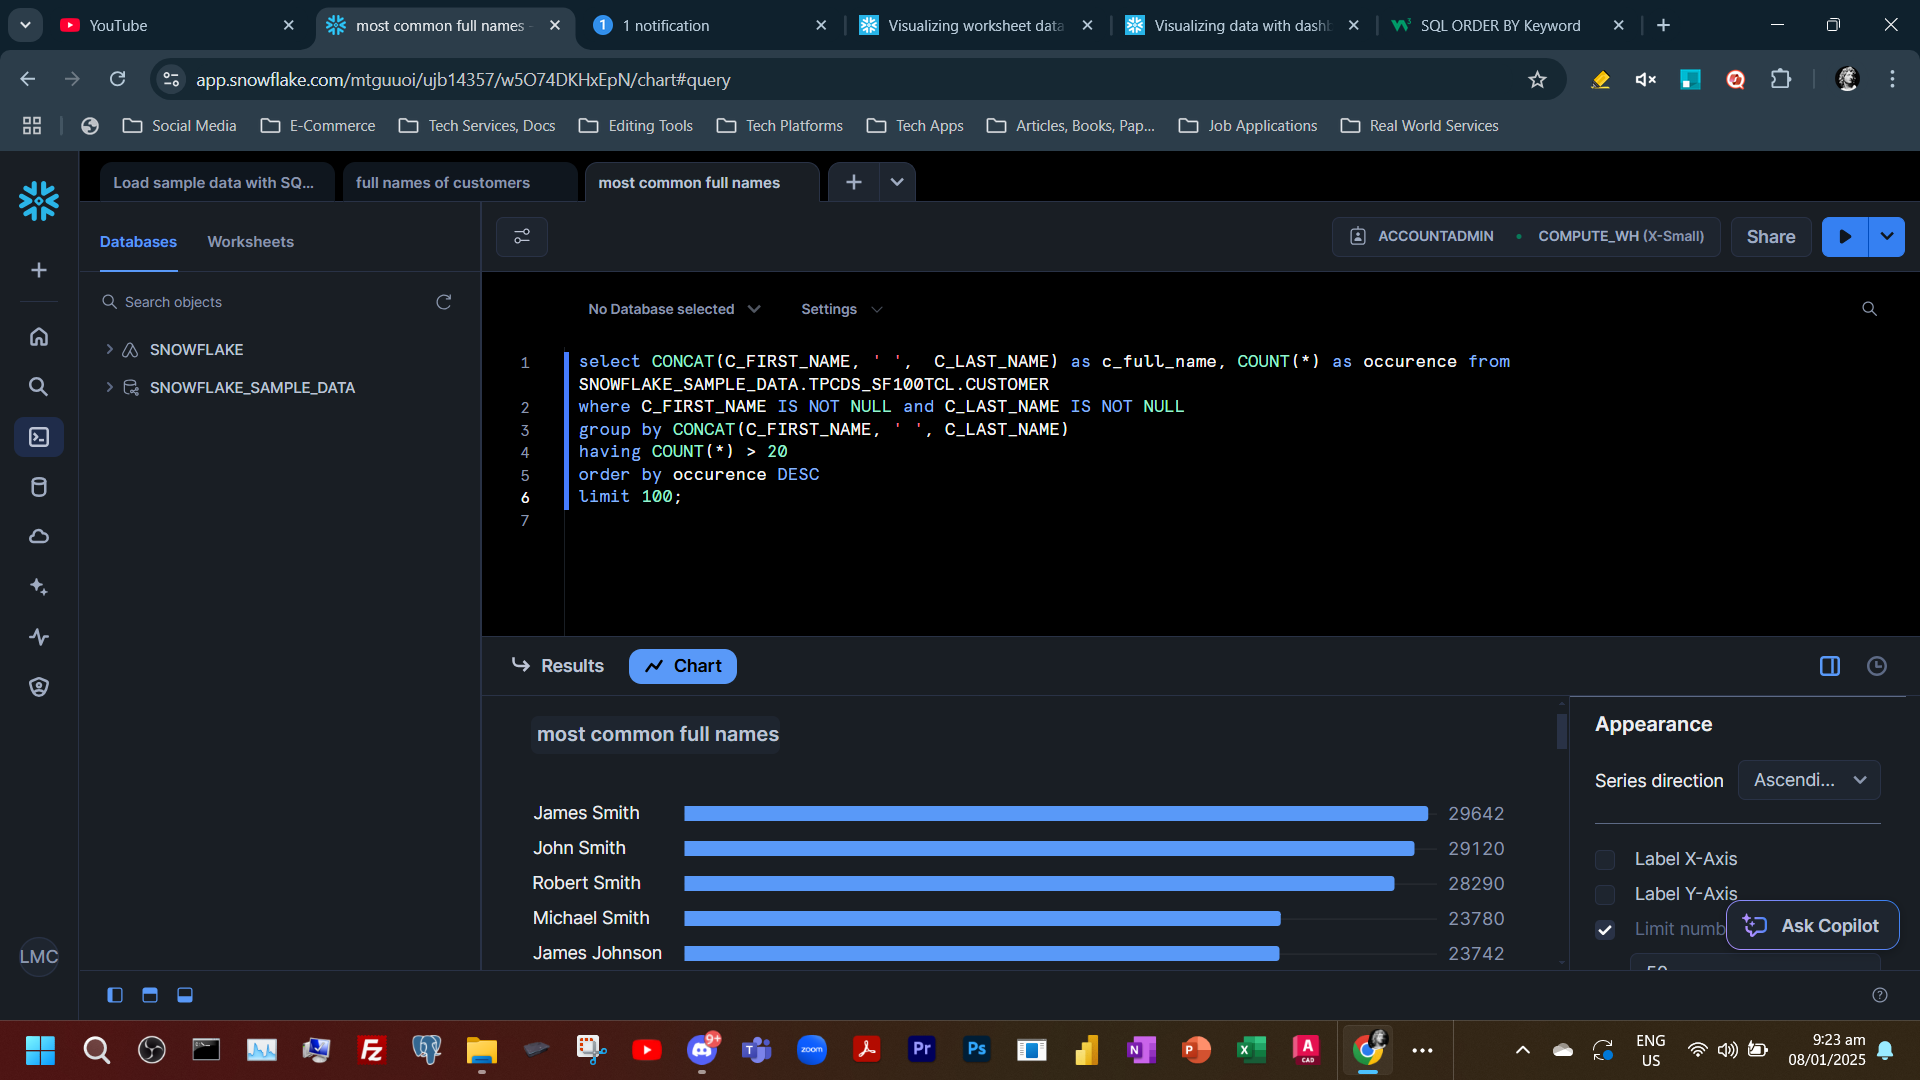 YouTube
most common full names -
1
1 notification
Visualizing worksheet data
Visualizing data with dashb
SQL ORDER BY Keyword
app.snowflake.com/mtguuoi/ujb14357/w5O74DKHxEpN/chart#query
Social Media
E-Commerce
Tech Services, Docs
Editing Tools
Tech Platforms
Tech Apps
Articles, Books, Pap...
Job Applications
Real World Services
Load sample data with SQ...
full names of customers
most common full names
Databases
Worksheets
ACCOUNTADMIN
COMPUTE_WH (X-Small)
Share
Search objects
SNOWFLAKE
SNOWFLAKE_SAMPLE_DATA
No Database selected
Settings
1 select CONCAT(C_FIRST_NAME, ' ',  C_LAST_NAME) as c_full_name, COUNT(*) as occurence from
SNOWFLAKE_SAMPLE_DATA.TPCDS_SF100TCL.CUSTOMER
2 where C_FIRST_NAME IS NOT NULL and C_LAST_NAME IS NOT NULL
3 group by CONCAT(C_FIRST_NAME, ' ', C_LAST_NAME)
4 having COUNT(*) > 20
5 order by occurence DESC
6 limit 100;
7
Results
Chart
most common full names
James Smith 29642
John Smith 29120
Robert Smith 28290
Michael Smith 23780
James Johnson 23742
Appearance
Series direction
Ascendi...
Label X-Axis
Label Y-Axis
Limit numb
Ask Copilot
LMC
9+
zoom
Pr
Ps
CAD
ENG
US
9:23 am
08/01/2025